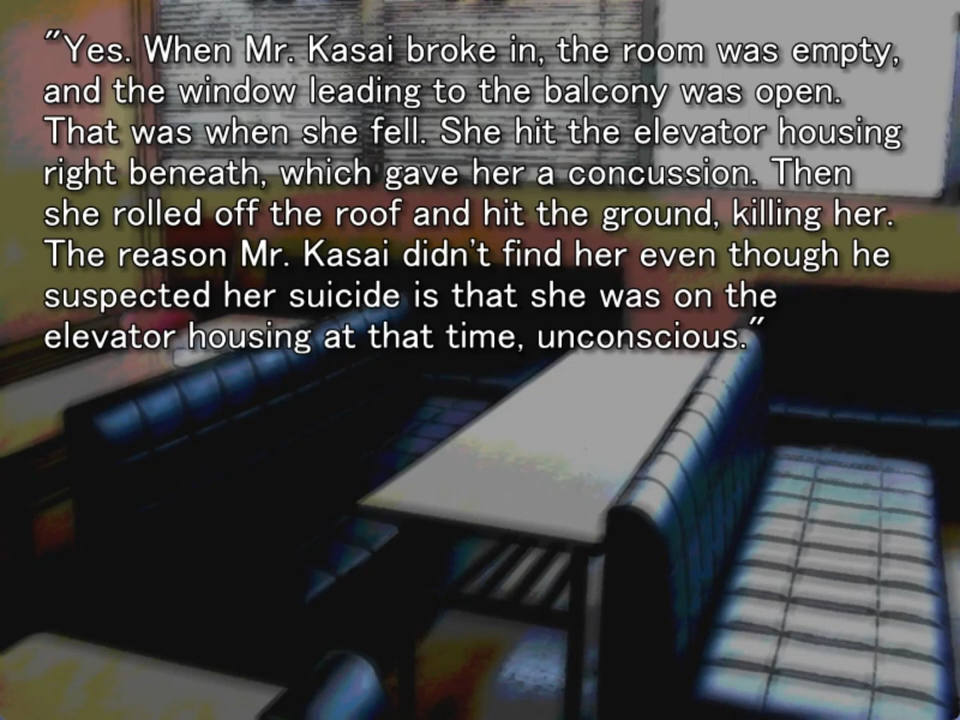 "Yes. When Mr. Kasai broke in, the room was empty,
and the window leading to the balcony was open.
That was when she fell. She hit the elevator housing
right beneath, which gave her a concussion. Then
she rolled off the roof and hit the ground, killing her.
The reason Mr. Kasai didn't find her even though he
suspected her suicide is that she was on the
elevator housing at that time, unconscious."